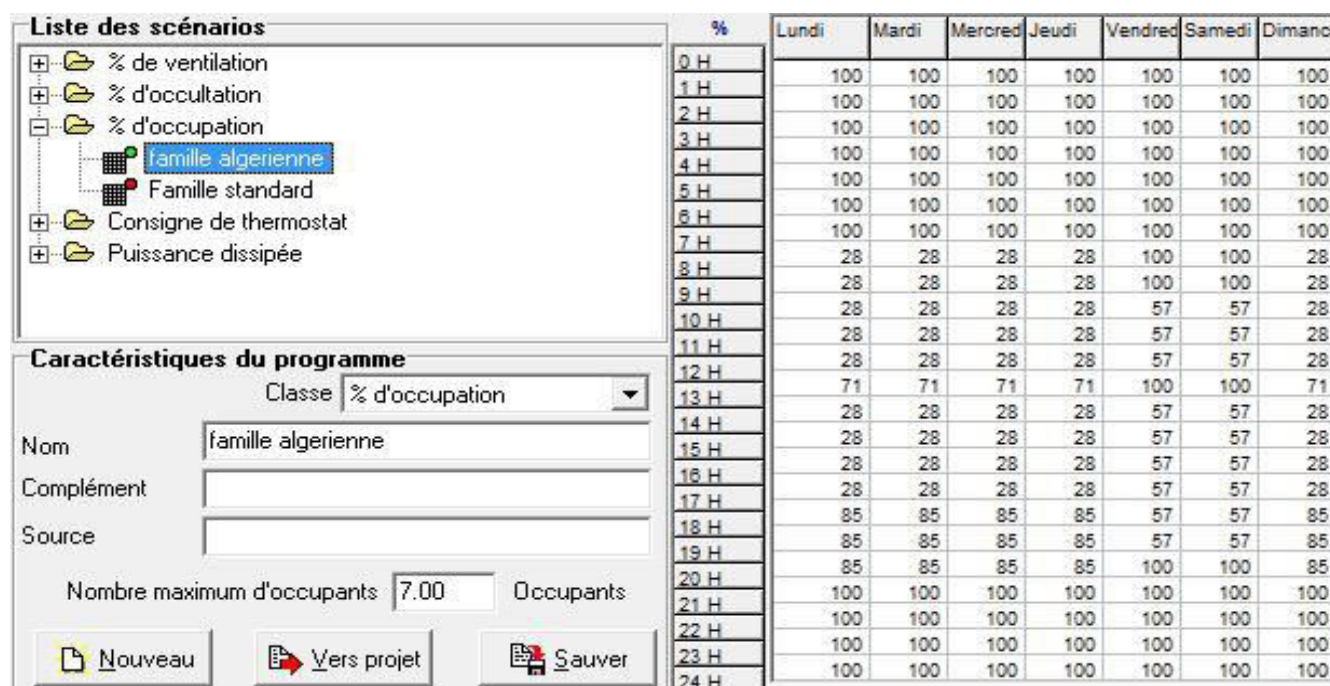 Liste des scénarios
% de ventilation
% d'occultation
% d'occupation
famille algerienne
Famille standard
Consigne de thermostat
Puissance dissipée
Caractéristiques du programme
Classe % d'occupation
Nom famille algerienne
Complément
Source
Nombre maximum d'occupants 7.00 Occupants
Nouveau Vers projet Sauver
% Lundi Mardi Mercred Jeudi Vendred Samedi Dimanc
0 H
100 100 100 100 100 100 100
1 H
100 100 100 100 100 100 100
2 H
100 100 100 100 100 100 100
3 H
100 100 100 100 100 100 100
4 H
100 100 100 100 100 100 100
5 H
100 100 100 100 100 100 100
6 H
100 100 100 100 100 100 100
7 H
28 28 28 28 100 100 28
8 H
28 28 28 28 100 100 28
9 H
28 28 28 28 57 57 28
10 H
28 28 28 28 57 57 28
11 H
28 28 28 28 57 57 28
12 H
71 71 71 71 100 100 71
13 H
28 28 28 28 57 57 28
14 H
28 28 28 28 57 57 28
15 H
28 28 28 28 57 57 28
16 H
28 28 28 28 57 57 28
17 H
85 85 85 85 57 57 85
18 H
85 85 85 85 57 57 85
19 H
85 85 85 85 100 100 85
20 H
100 100 100 100 100 100 100
21 H
100 100 100 100 100 100 100
22 H
100 100 100 100 100 100 100
23 H
100 100 100 100 100 100 100
24 H